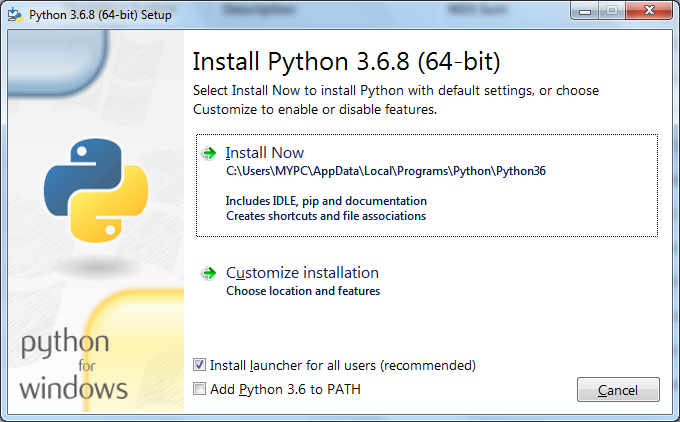 Python 3.6.8 (64-bit) Setup
Install Python 3.6.8 (64-bit)
Select Install Now to install Python with default settings, or choose
Customize to enable or disable features.
Install Now
C:\Users\MYPC\AppData\Local\Programs\Python\Python36
Includes IDLE, pip and documentation
Creates shortcuts and file associations
Customize installation
Choose location and features
python
for
windows
Install launcher for all users (recommended)
Add Python 3.6 to PATH
Cancel